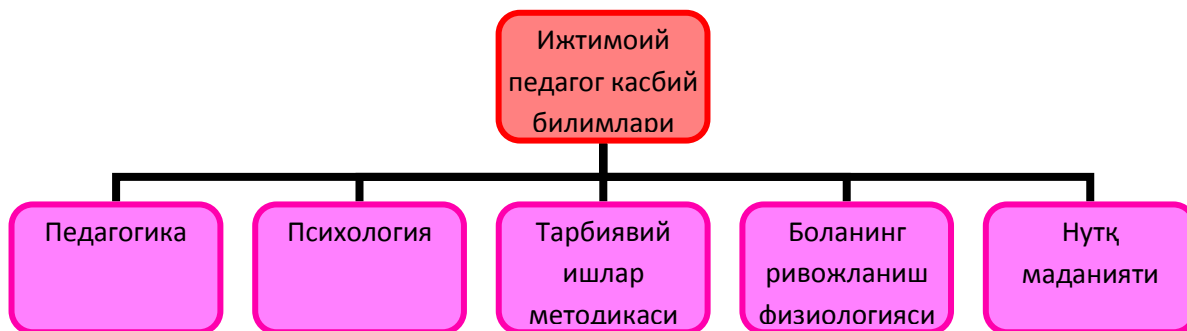 Ижтимоий
педагог касбий
билимлари
Педагогика
Психология
Тарбиявий
ишлар
методикаси
Боланинг
ривожланиш
физиологияси
Нутқ
маданияти